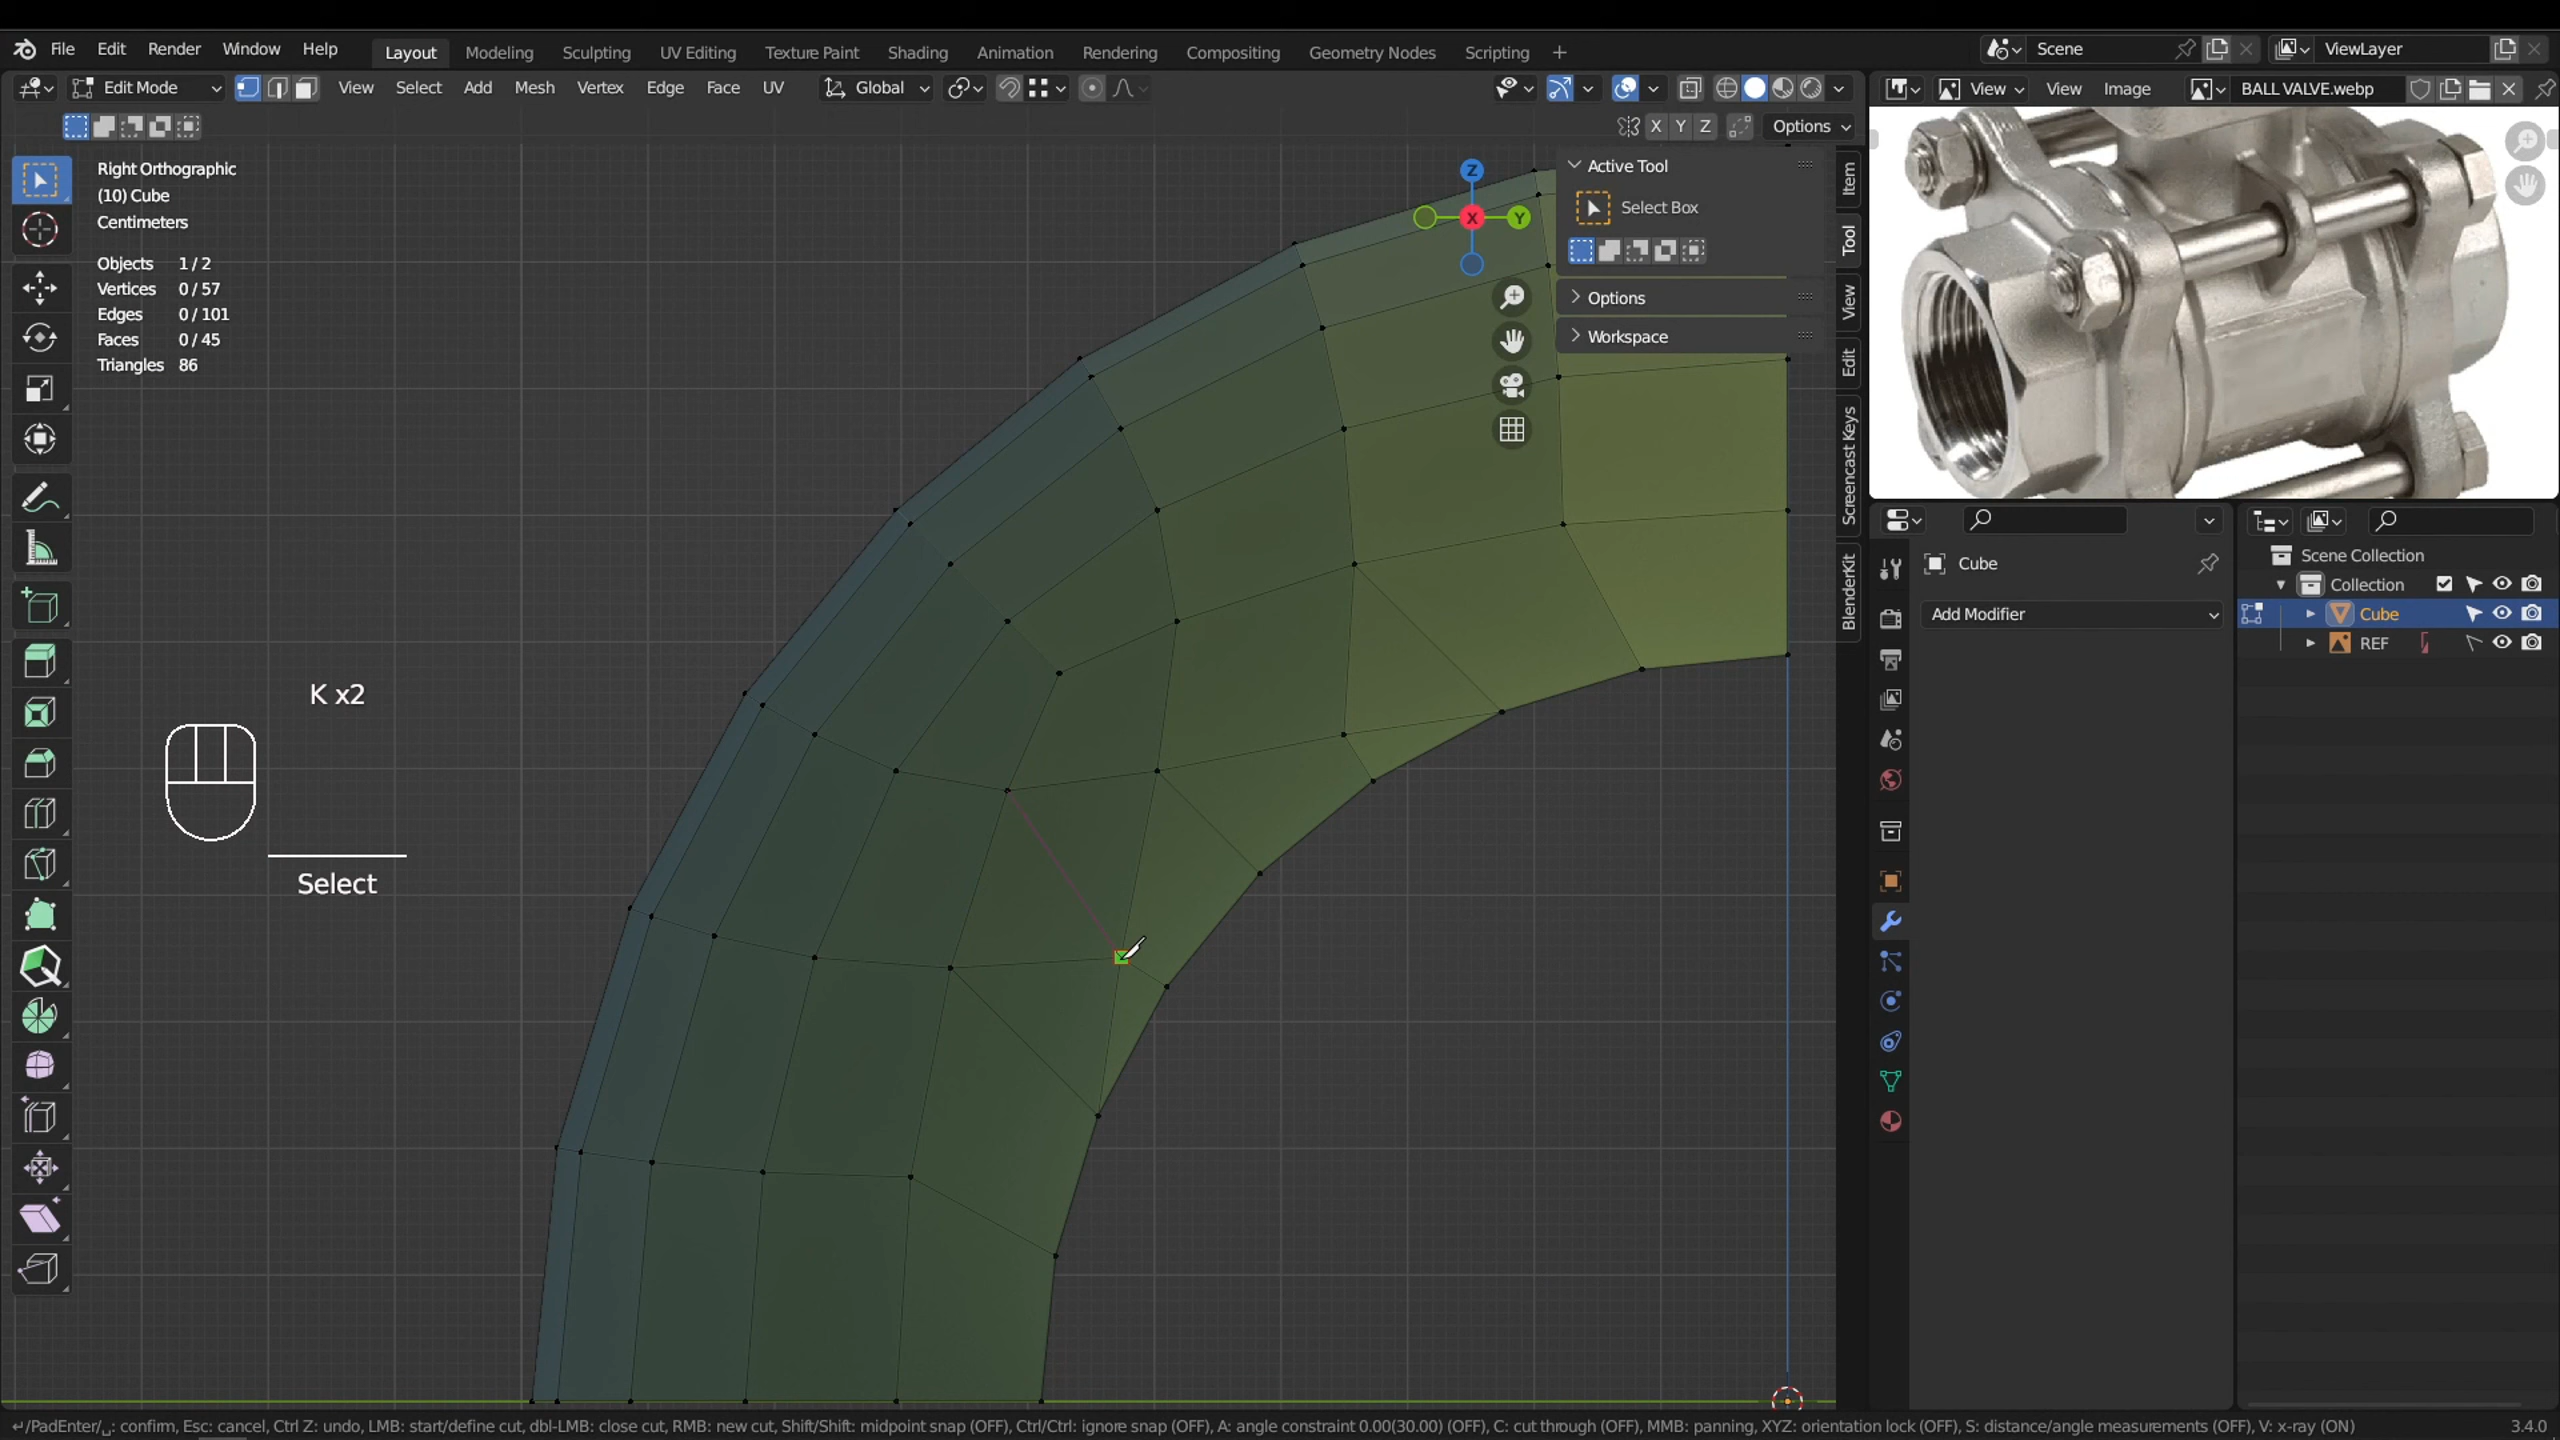 File Edit Render Window Help Layout Modeling Sculpting UV Editing Texture Paint Shading Animation Rendering Compositing Geometry Nodes Scripting Scene ViewLayer
Edit Mode View Select Add Mesh Vertex Edge Face UV Global View View Image BALL VALVE.webp
X Y Z Options
Right Orthographic
(10) Cube
Centimeters
Objects 1 / 2
Vertices 0 / 57
Edges 0 / 101
Faces 0 / 45
Triangles 86
Z
X
Y
Active Tool
Select Box
Options
Workspace
Item
Tool
View
Edit
Screencast Keys
BlenderKit
K x2
Select
Cube
Add Modifier
Scene Collection
Collection
Cube
REF
↵/PadEnter/␣: confirm, Esc: cancel, Ctrl Z: undo, LMB: start/define cut, dbl-LMB: close cut, RMB: new cut, Shift/Shift: midpoint snap (OFF), Ctrl/Ctrl: ignore snap (OFF), A: angle constraint 0.00(30.00) (OFF), C: cut through (OFF), MMB: panning, XYZ: orientation lock (OFF), S: distance/angle measurements (OFF), V: x-ray (ON) 3.4.0